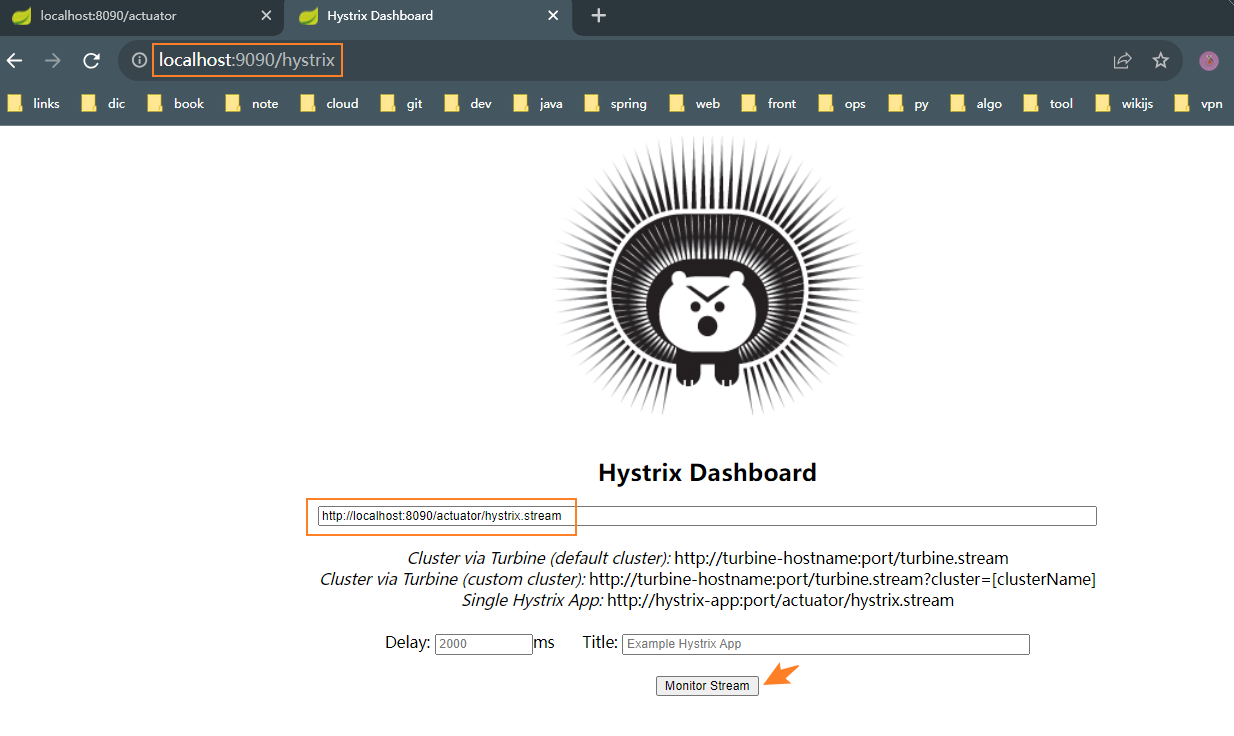 localhost:8090/actuator Hystrix Dashboard
localhost:9090/hystrix
links dic book note cloud git dev java spring web front ops py algo tool wikijs vpn
Hystrix Dashboard
http://localhost:8090/actuator/hystrix.stream
Cluster via Turbine (default cluster): http://turbine-hostname:port/turbine.stream
Cluster via Turbine (custom cluster): http://turbine-hostname:port/turbine.stream?cluster=[clusterName]
Single Hystrix App: http://hystrix-app:port/actuator/hystrix.stream
Delay: 2000 ms Title: Example Hystrix App
Monitor Stream